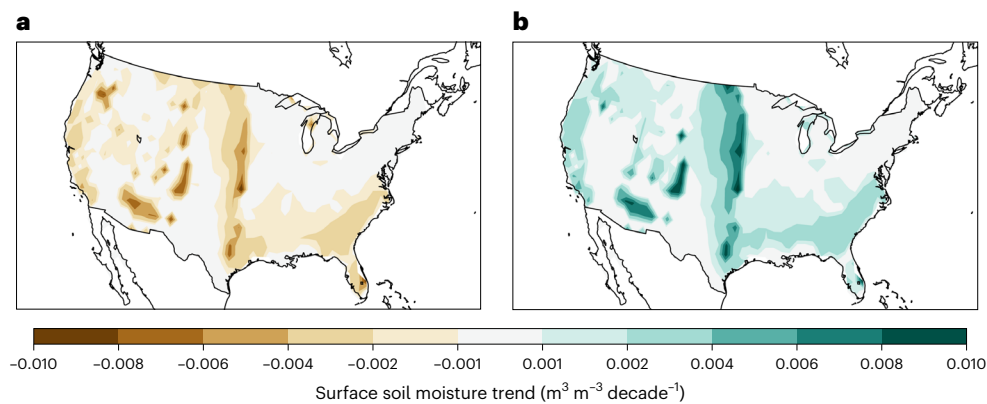 a b
−0.010 −0.008 −0.006 −0.004 −0.002 −0.001 0.001 0.002 0.004 0.006 0.008 0.010
Surface soil moisture trend (m³ m⁻³ decade⁻¹)